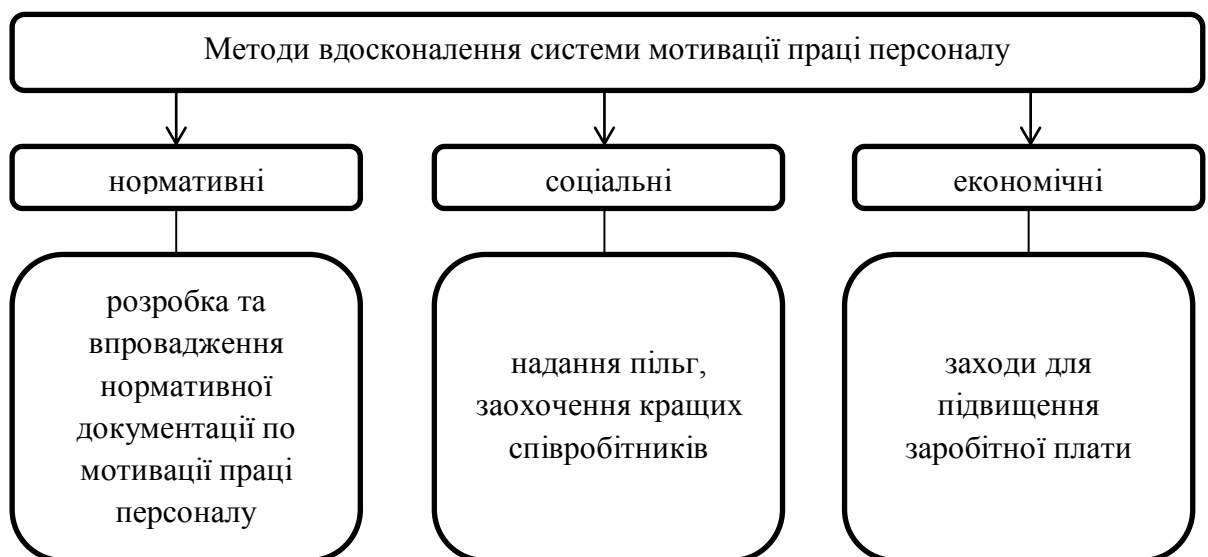 Методи вдосконалення системи мотивації праці персоналу
нормативні
соціальні
економічні
розробка та
впровадження
нормативної
документації по
мотивації праці
персоналу
надання пільг,
заохочення кращих
співробітників
заходи для
підвищення
заробітної плати